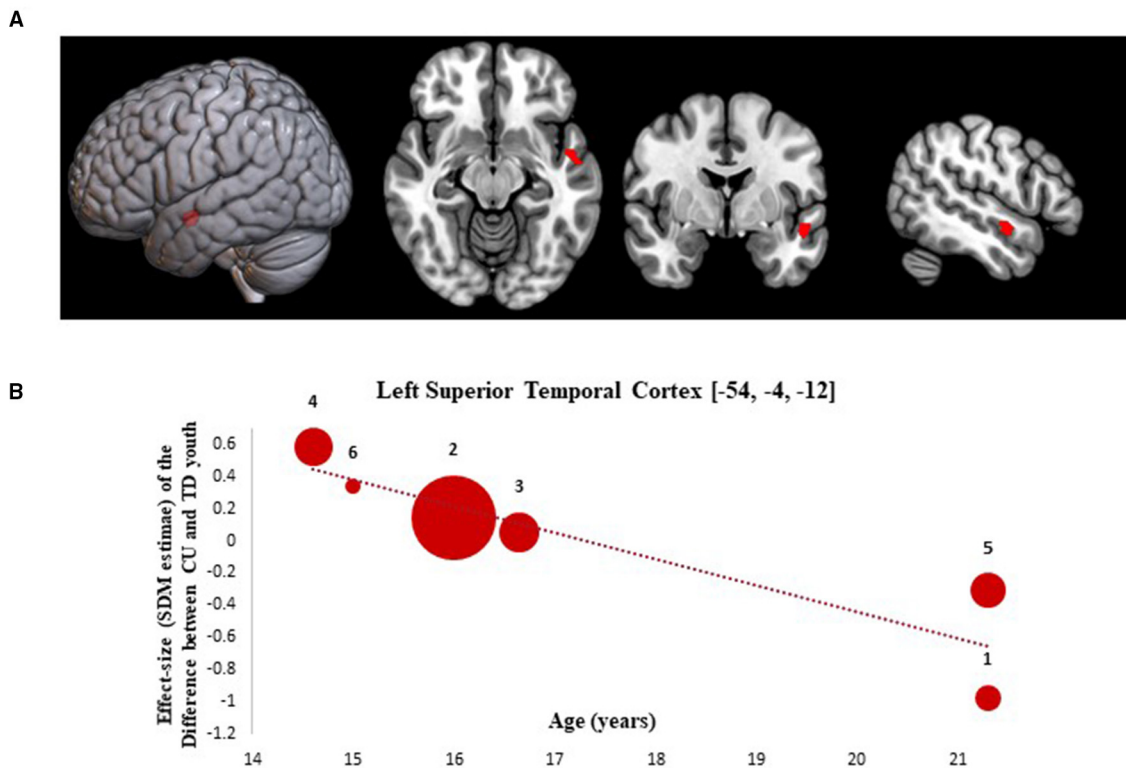 A
B
Left Superior Temporal Cortex [-54, -4, -12]
Effect-size (SDM estimae) of the
Difference between CU and TD youth
0.6
0.4
0.2
0
-0.2
-0.4
-0.6
-0.8
-1
-1.2
4
6
2
3
5
1
Age (years)
14 15 16 17 18 19 20 21